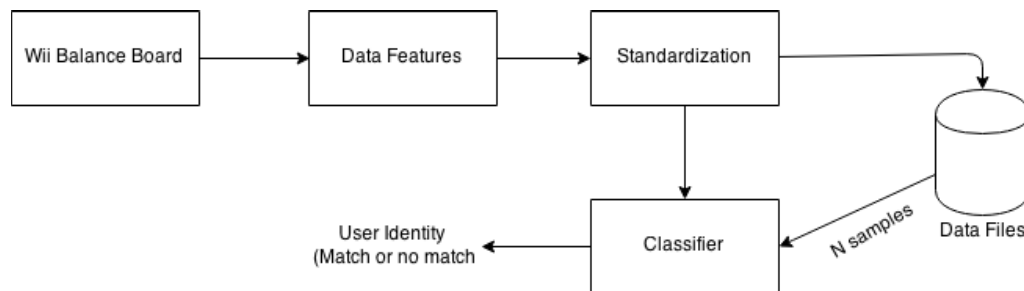 Wii Balance Board
Data Features
Standardization
Data Files
N samples
Classifier
User Identity
(Match or no match